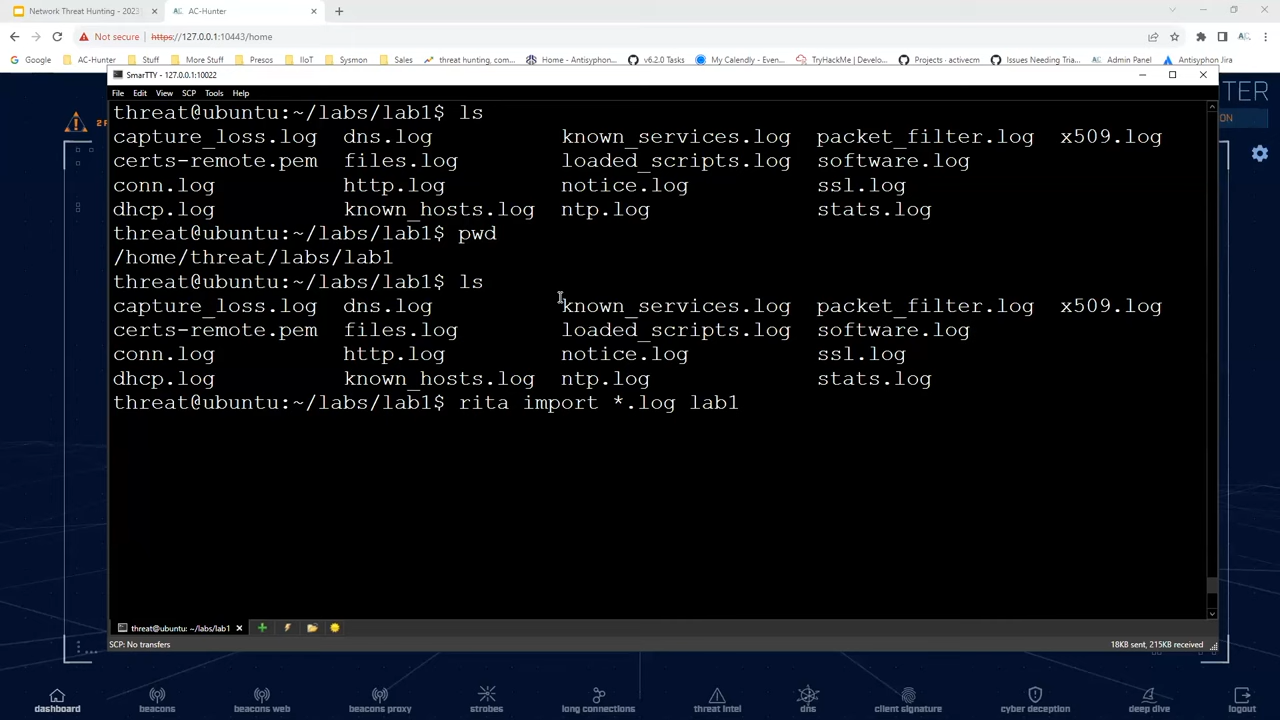 Network Threat Hunting - 2023
AC-Hunter
Not secure
https://127.0.0.1:10443/home
Google AC-Hunter Stuff More Stuff Presos IIoT Sysmon Sales threat hunting, com... Home - Antisyphon... v6.2.0 Tasks My Calendly - Even... TryHackMe | Develo... Projects · activecm Issues Needing Tria... Admin Panel Antisyphon Jira
SmarTTY - 127.0.0.1:10022
File Edit View SCP Tools Help
threat@ubuntu:~/labs/lab1$ ls
capture_loss.log dns.log known_services.log packet_filter.log x509.log
certs-remote.pem files.log loaded_scripts.log software.log
conn.log http.log notice.log ssl.log
dhcp.log known_hosts.log ntp.log stats.log
threat@ubuntu:~/labs/lab1$ pwd
/home/threat/labs/lab1
threat@ubuntu:~/labs/lab1$ ls
capture_loss.log dns.log known_services.log packet_filter.log x509.log
certs-remote.pem files.log loaded_scripts.log software.log
conn.log http.log notice.log ssl.log
dhcp.log known_hosts.log ntp.log stats.log
threat@ubuntu:~/labs/lab1$ rita import *.log lab1
threat@ubuntu: ~/labs/lab1
SCP: No transfers
18KB sent, 215KB received
TER
ON
dashboard beacons beacons web beacons proxy strobes long connections threat intel dns client signature cyber deception deep dive logout